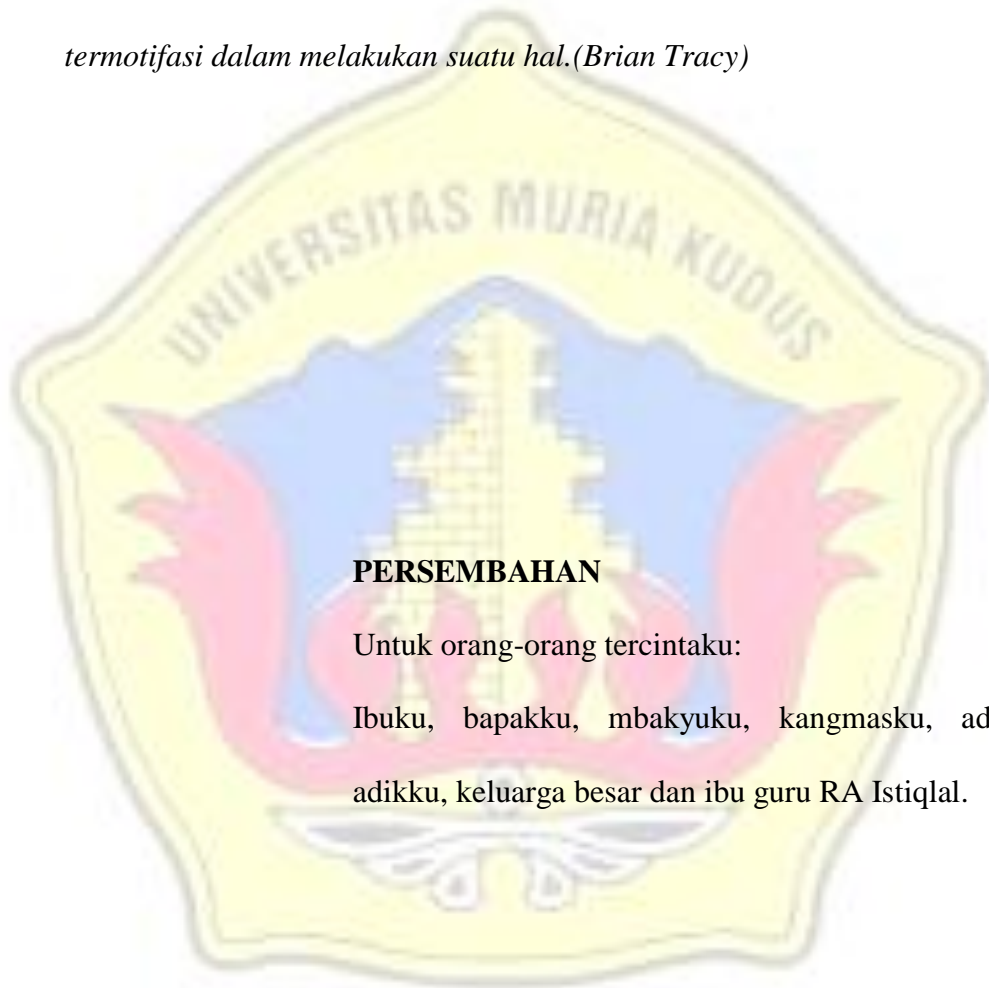 termotifasi dalam melakukan suatu hal.(Brian Tracy)
UNIVERSITAS MURIA KUDUS
PERSEMBAHAN
Untuk orang-orang tercintaku:
Ibuku, bapakku, mbakyuku, kangmasku,
adikku, keluarga besar dan ibu guru RA Istiqlal.